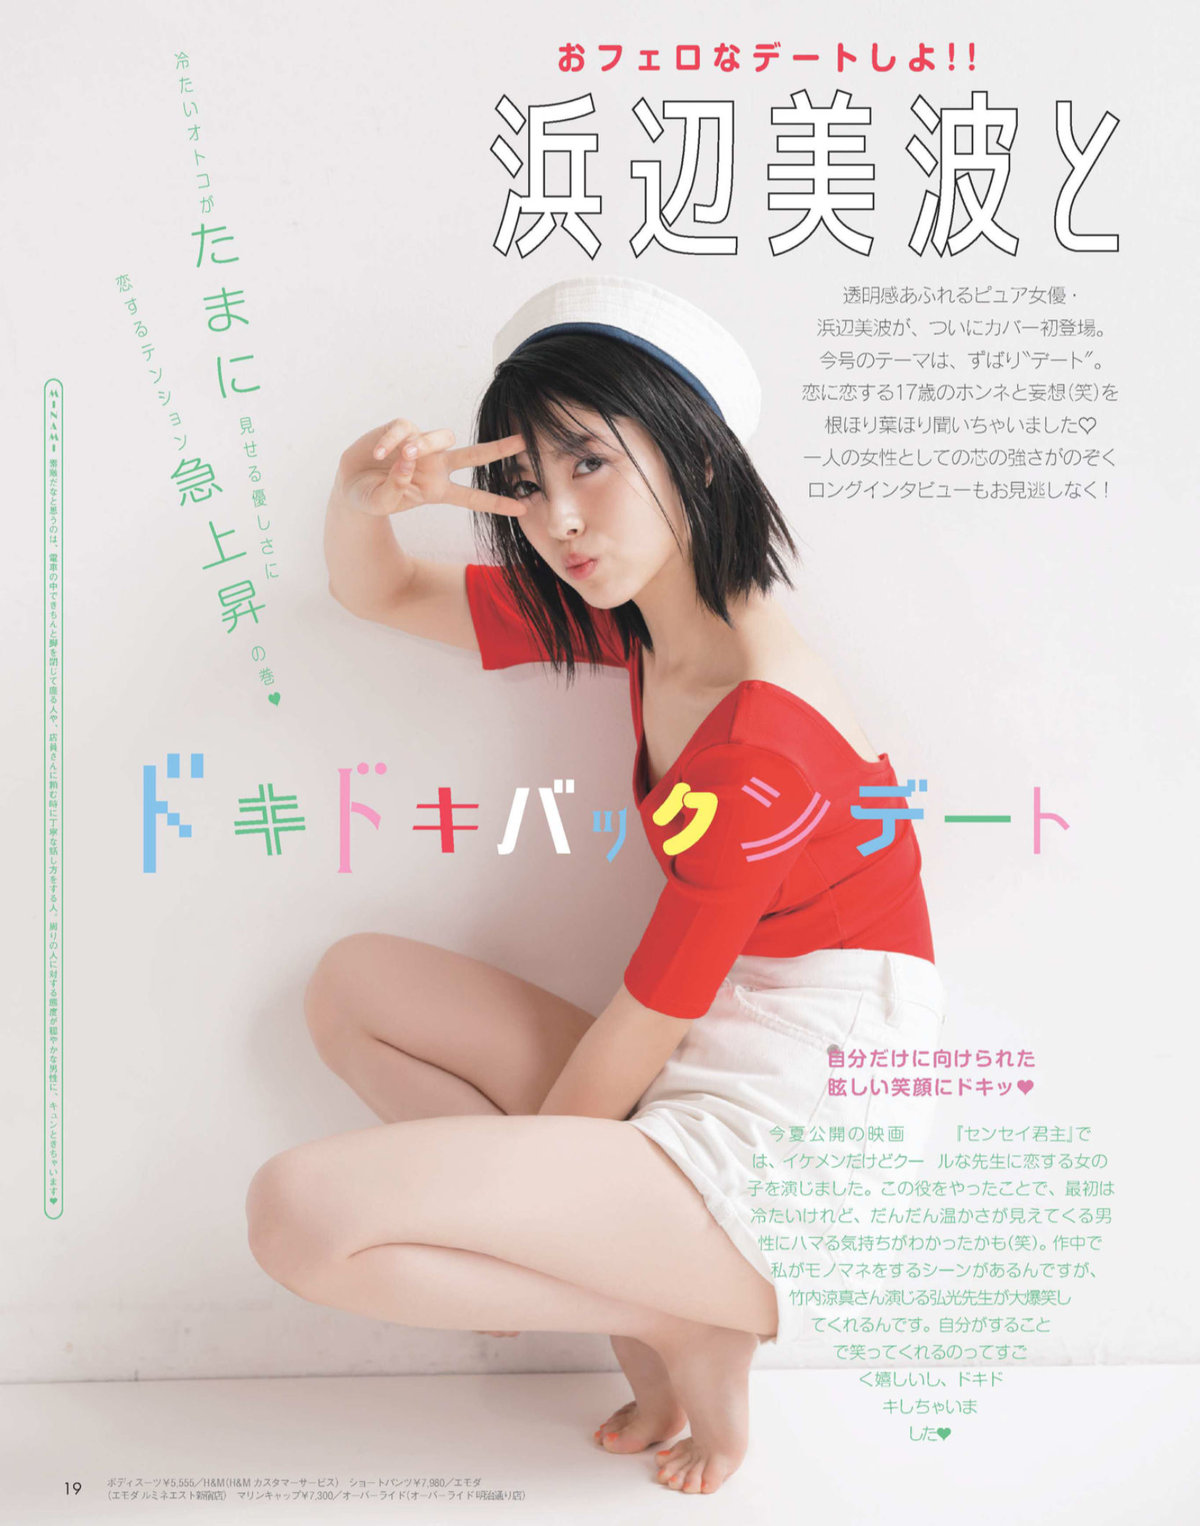 おフェロなデートしよ!!
浜辺美波と
透明感あふれるピュア女優・
浜辺美波が、ついにカバー初登場。
今号のテーマは、ずばり“デート”。
恋に恋する17歳のホンネと妄想(笑)を
根ほり葉ほり聞いちゃいました♡
一人の女性としての芯の強さがのぞく
ロングインタビューもお見逃しなく！
冷たいオトコがたまに見せる優しさに
恋するテンション急上昇の巻♥
MINAMI 素敵だなと思うのは、電車の中できちんと脚を閉じて座る人や、店員さんに頼む時に丁寧な話し方をする人。周りの人に対する態度が穏やかな男性に、キュンときちゃいます♥
ドキドキバックンデート
自分だけに向けられた
眩しい笑顔にドキッ♥
今夏公開の映画『センセイ君主』で
は、イケメンだけどクールな先生に恋する女の
子を演じました。この役をやったことで、最初は
冷たいけれど、だんだん温かさが見えてくる男
性にハマる気持ちがわかったかも(笑)。作中で
私がモノマネをするシーンがあるんですが、
竹内涼真さん演じる弘光先生が大爆笑し
てくれるんです。自分がすること
で笑ってくれるのってすご
く嬉しいし、ドキド
キしちゃいま
した♥
19
ボディスーツ¥5,555／H&M(H&M カスタマーサービス)　ショートパンツ¥7,980／エモダ
(エモダ ルミネエスト新宿店)　マリンキャップ¥7,300／オーバーライド(オーバーライド 明治通り店)